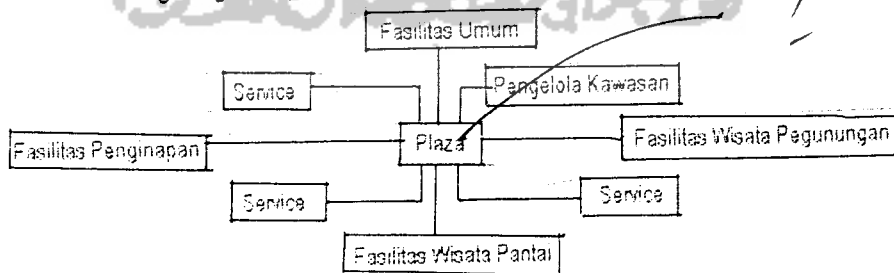 Fasilitas Umum
Service
Pengelola Kawasan
Fasilitas Penginapan
Plaza
Fasilitas Wisata Pegunungan
Service
Service
Fasilitas Wisata Pantai